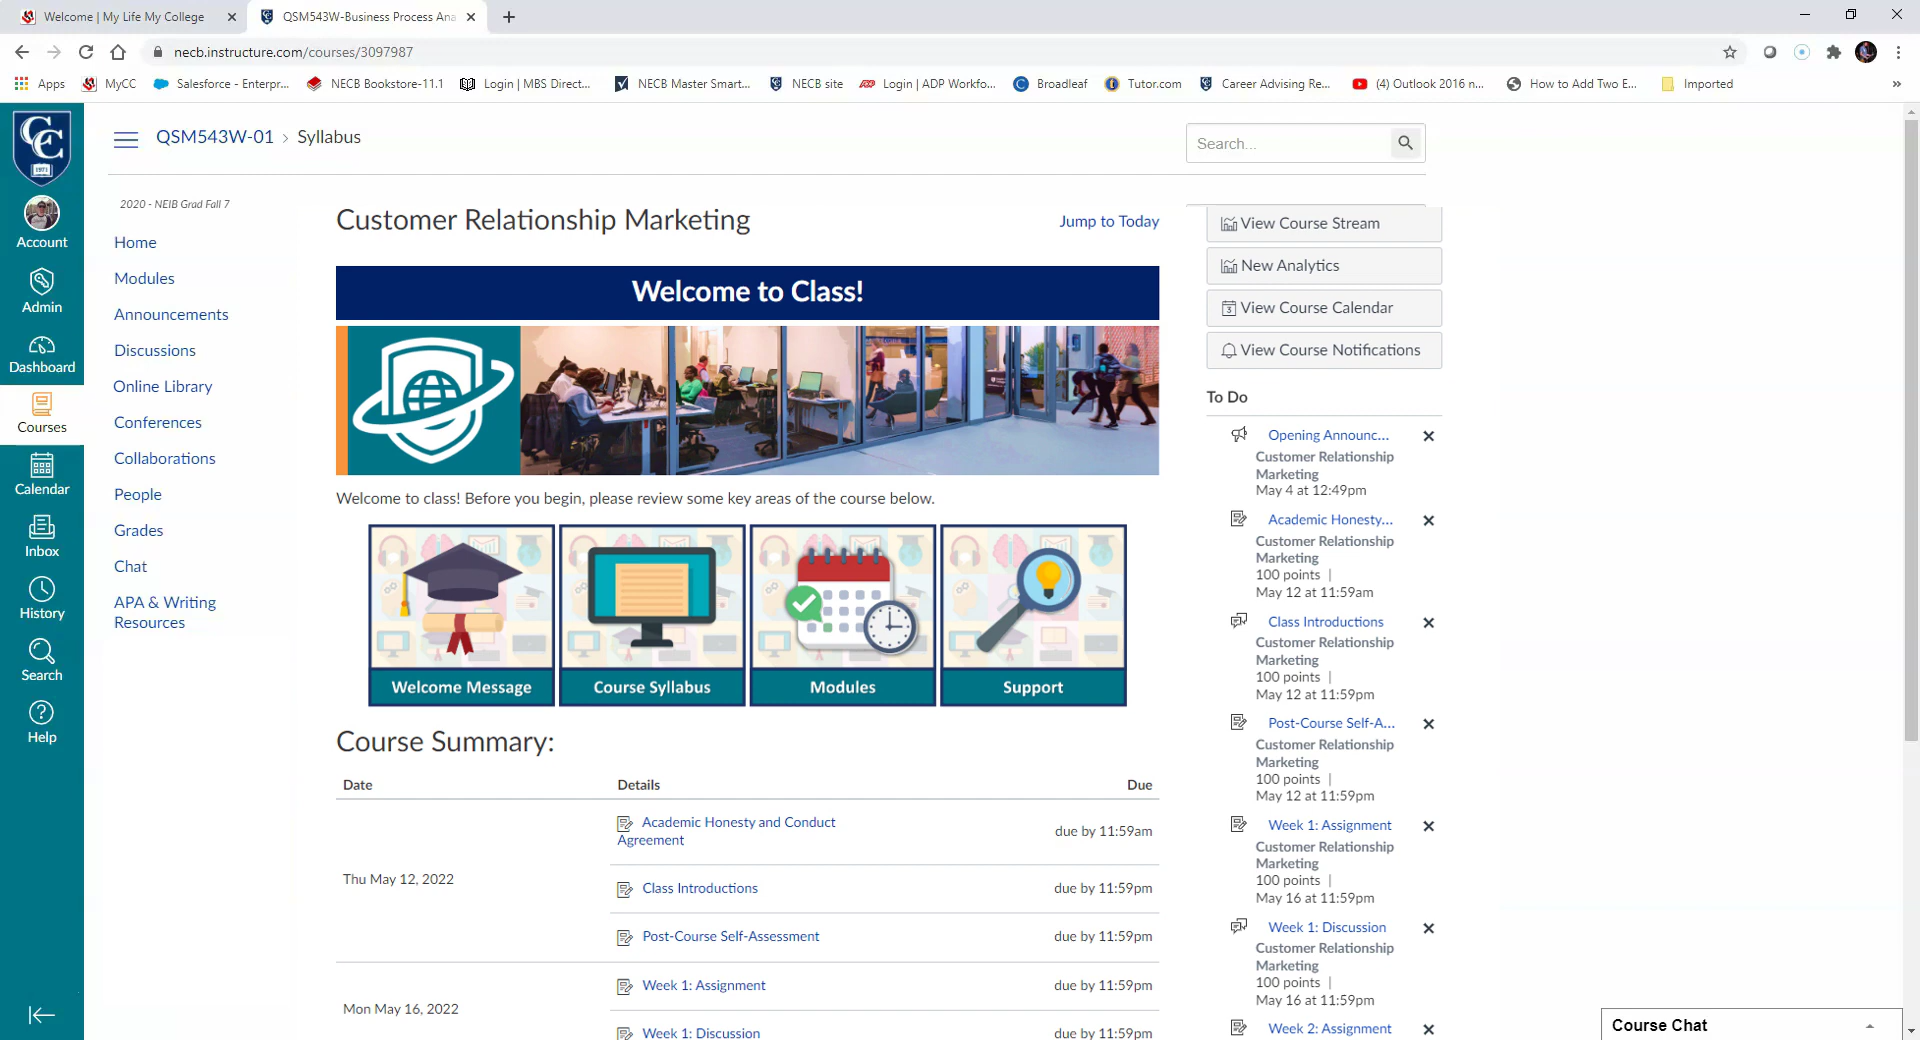 Welcome | My Life My College
QSM543W-Business Process Ana
necb.instructure.com/courses/3097987
Apps
MyCC
Salesforce - Enterpr...
NECB Bookstore-11.1
Login | MBS Direct...
NECB Master Smart...
NECB site
Login | ADP Workfo...
Broadleaf
Tutor.com
Career Advising Re...
(4) Outlook 2016 n...
How to Add Two E...
Imported
»
CC
1971
Account
Admin
Dashboard
Courses
Calendar
Inbox
History
Search
Help
QSM543W-01 › Syllabus
Search...
2020 - NEIB Grad Fall 7
Home
Modules
Announcements
Discussions
Online Library
Conferences
Collaborations
People
Grades
Chat
APA & Writing
Resources
Customer Relationship Marketing
Jump to Today
Welcome to Class!
Welcome to class! Before you begin, please review some key areas of the course below.
Welcome Message
Course Syllabus
Modules
Support
Course Summary:
Date Details Due
Thu May 12, 2022
Academic Honesty and Conduct
Agreement
due by 11:59am
Class Introductions due by 11:59pm
Post-Course Self-Assessment due by 11:59pm
Mon May 16, 2022
Week 1: Assignment due by 11:59pm
Week 1: Discussion due by 11:59pm
View Course Stream
New Analytics
View Course Calendar
View Course Notifications
To Do
Opening Announc...
Customer Relationship
Marketing
May 4 at 12:49pm
Academic Honesty...
Customer Relationship
Marketing
100 points |
May 12 at 11:59am
Class Introductions
Customer Relationship
Marketing
100 points |
May 12 at 11:59pm
Post-Course Self-A...
Customer Relationship
Marketing
100 points |
May 12 at 11:59pm
Week 1: Assignment
Customer Relationship
Marketing
100 points |
May 16 at 11:59pm
Week 1: Discussion
Customer Relationship
Marketing
100 points |
May 16 at 11:59pm
Week 2: Assignment
Course Chat